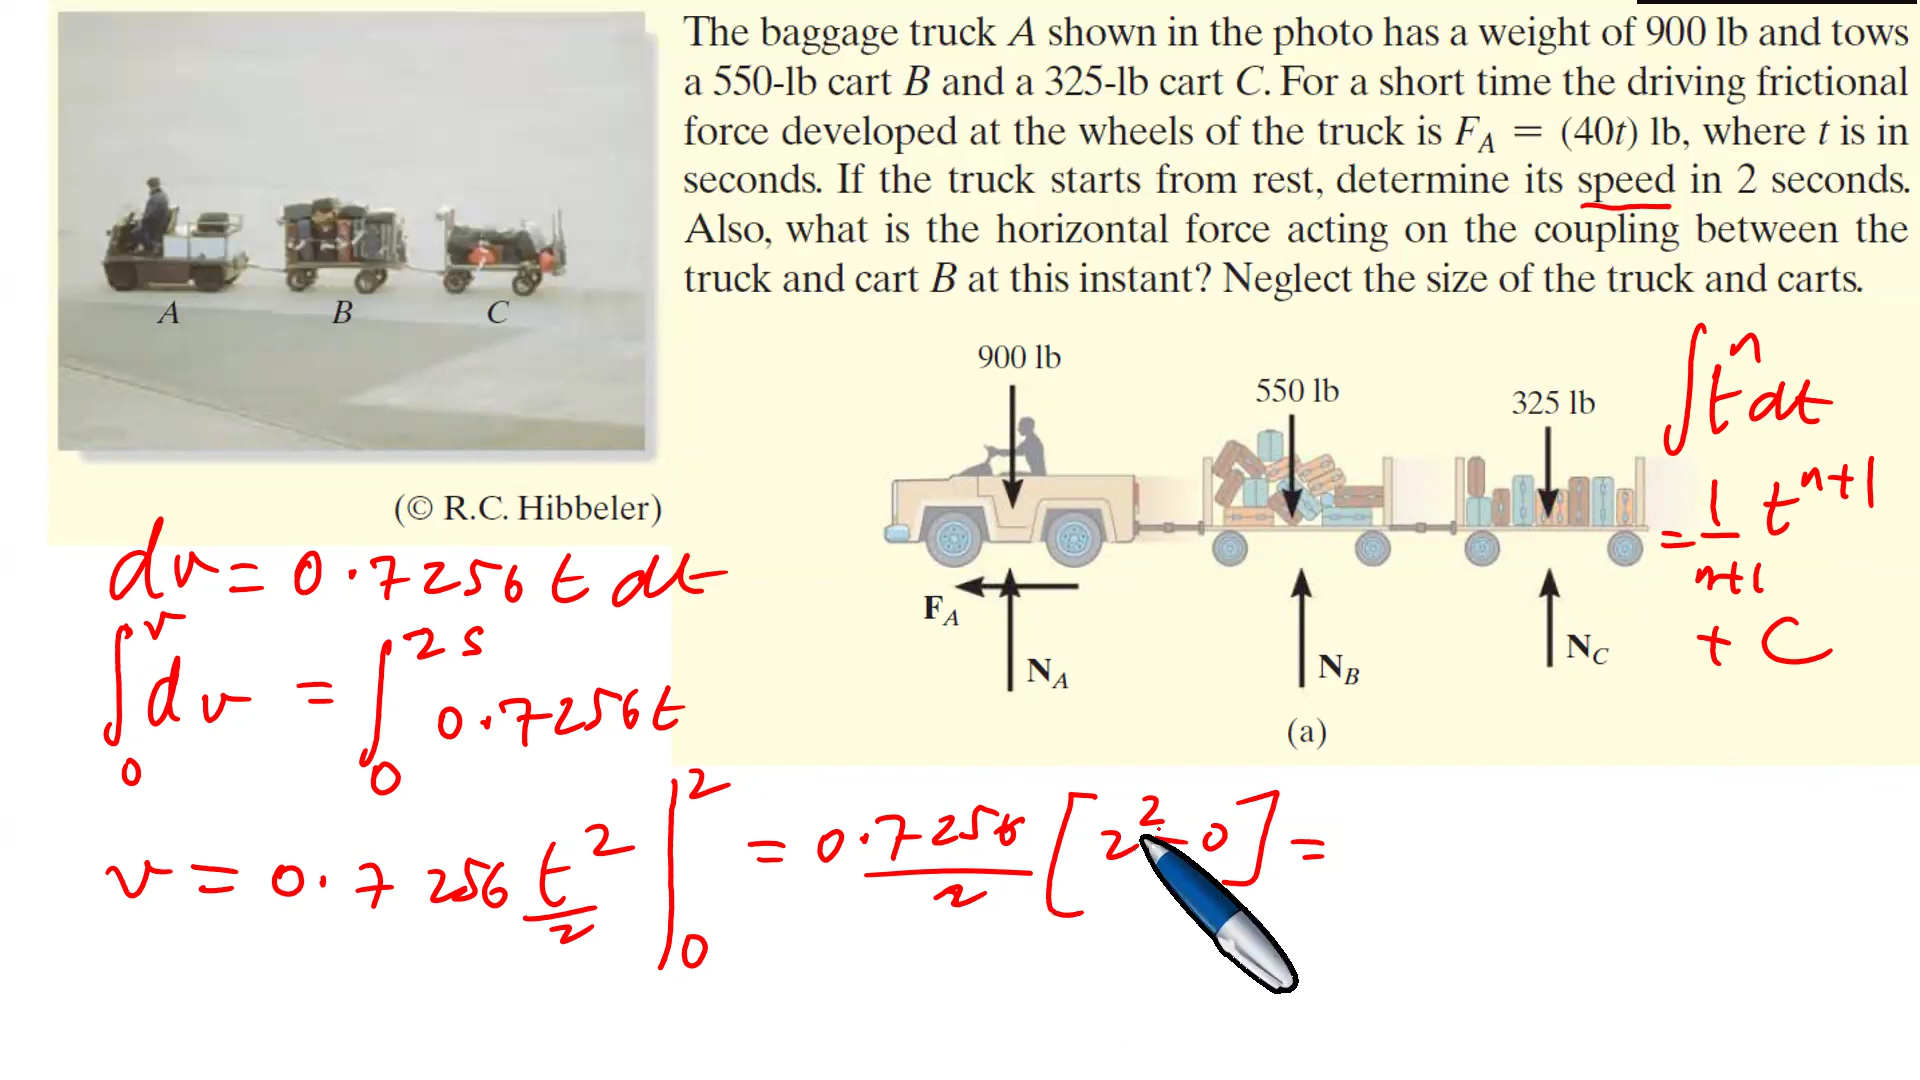 The baggage truck A shown in the photo has a weight of 900 lb and tows
a 550-lb cart B and a 325-lb cart C. For a short time the driving frictional
force developed at the wheels of the truck is F_A = (40t) lb, where t is in
seconds. If the truck starts from rest, determine its speed in 2 seconds.
Also, what is the horizontal force acting on the coupling between the
truck and cart B at this instant? Neglect the size of the truck and carts.
A B C
(© R.C. Hibbeler)
900 lb
550 lb
325 lb
F_A
N_A
N_B
N_C
(a)
∫ t^n dt
= 1/(n+1) t^(n+1)
+ C
dv = 0.7256 t dt
∫_0^v dv = ∫_0^2s 0.7256 t
v = 0.7256 t^2/2 |_0^2 = 0.7256/2 [2^2 - 0] =